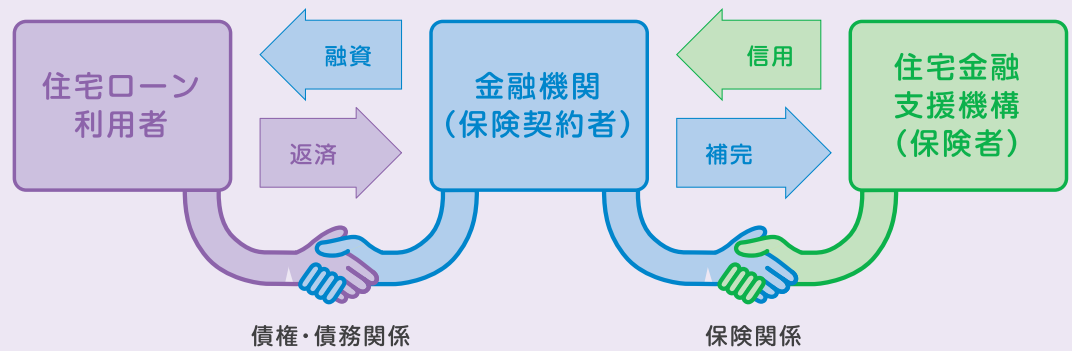 住宅ローン
利用者
融資
返済
金融機関
（保険契約者）
信用
補完
住宅金融
支援機構
（保険者）
債権・債務関係
保険関係